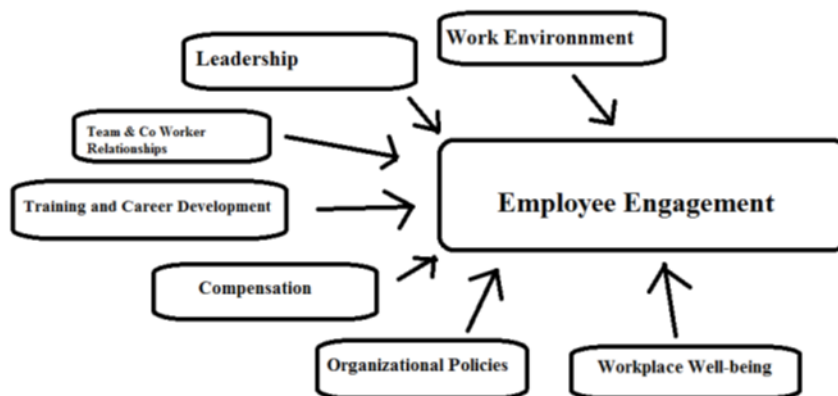 Work Environnment
Leadership
Team & Co Worker
Relationships
Training and Career Development
Employee Engagement
Compensation
Organizational Policies
Workplace Well-being